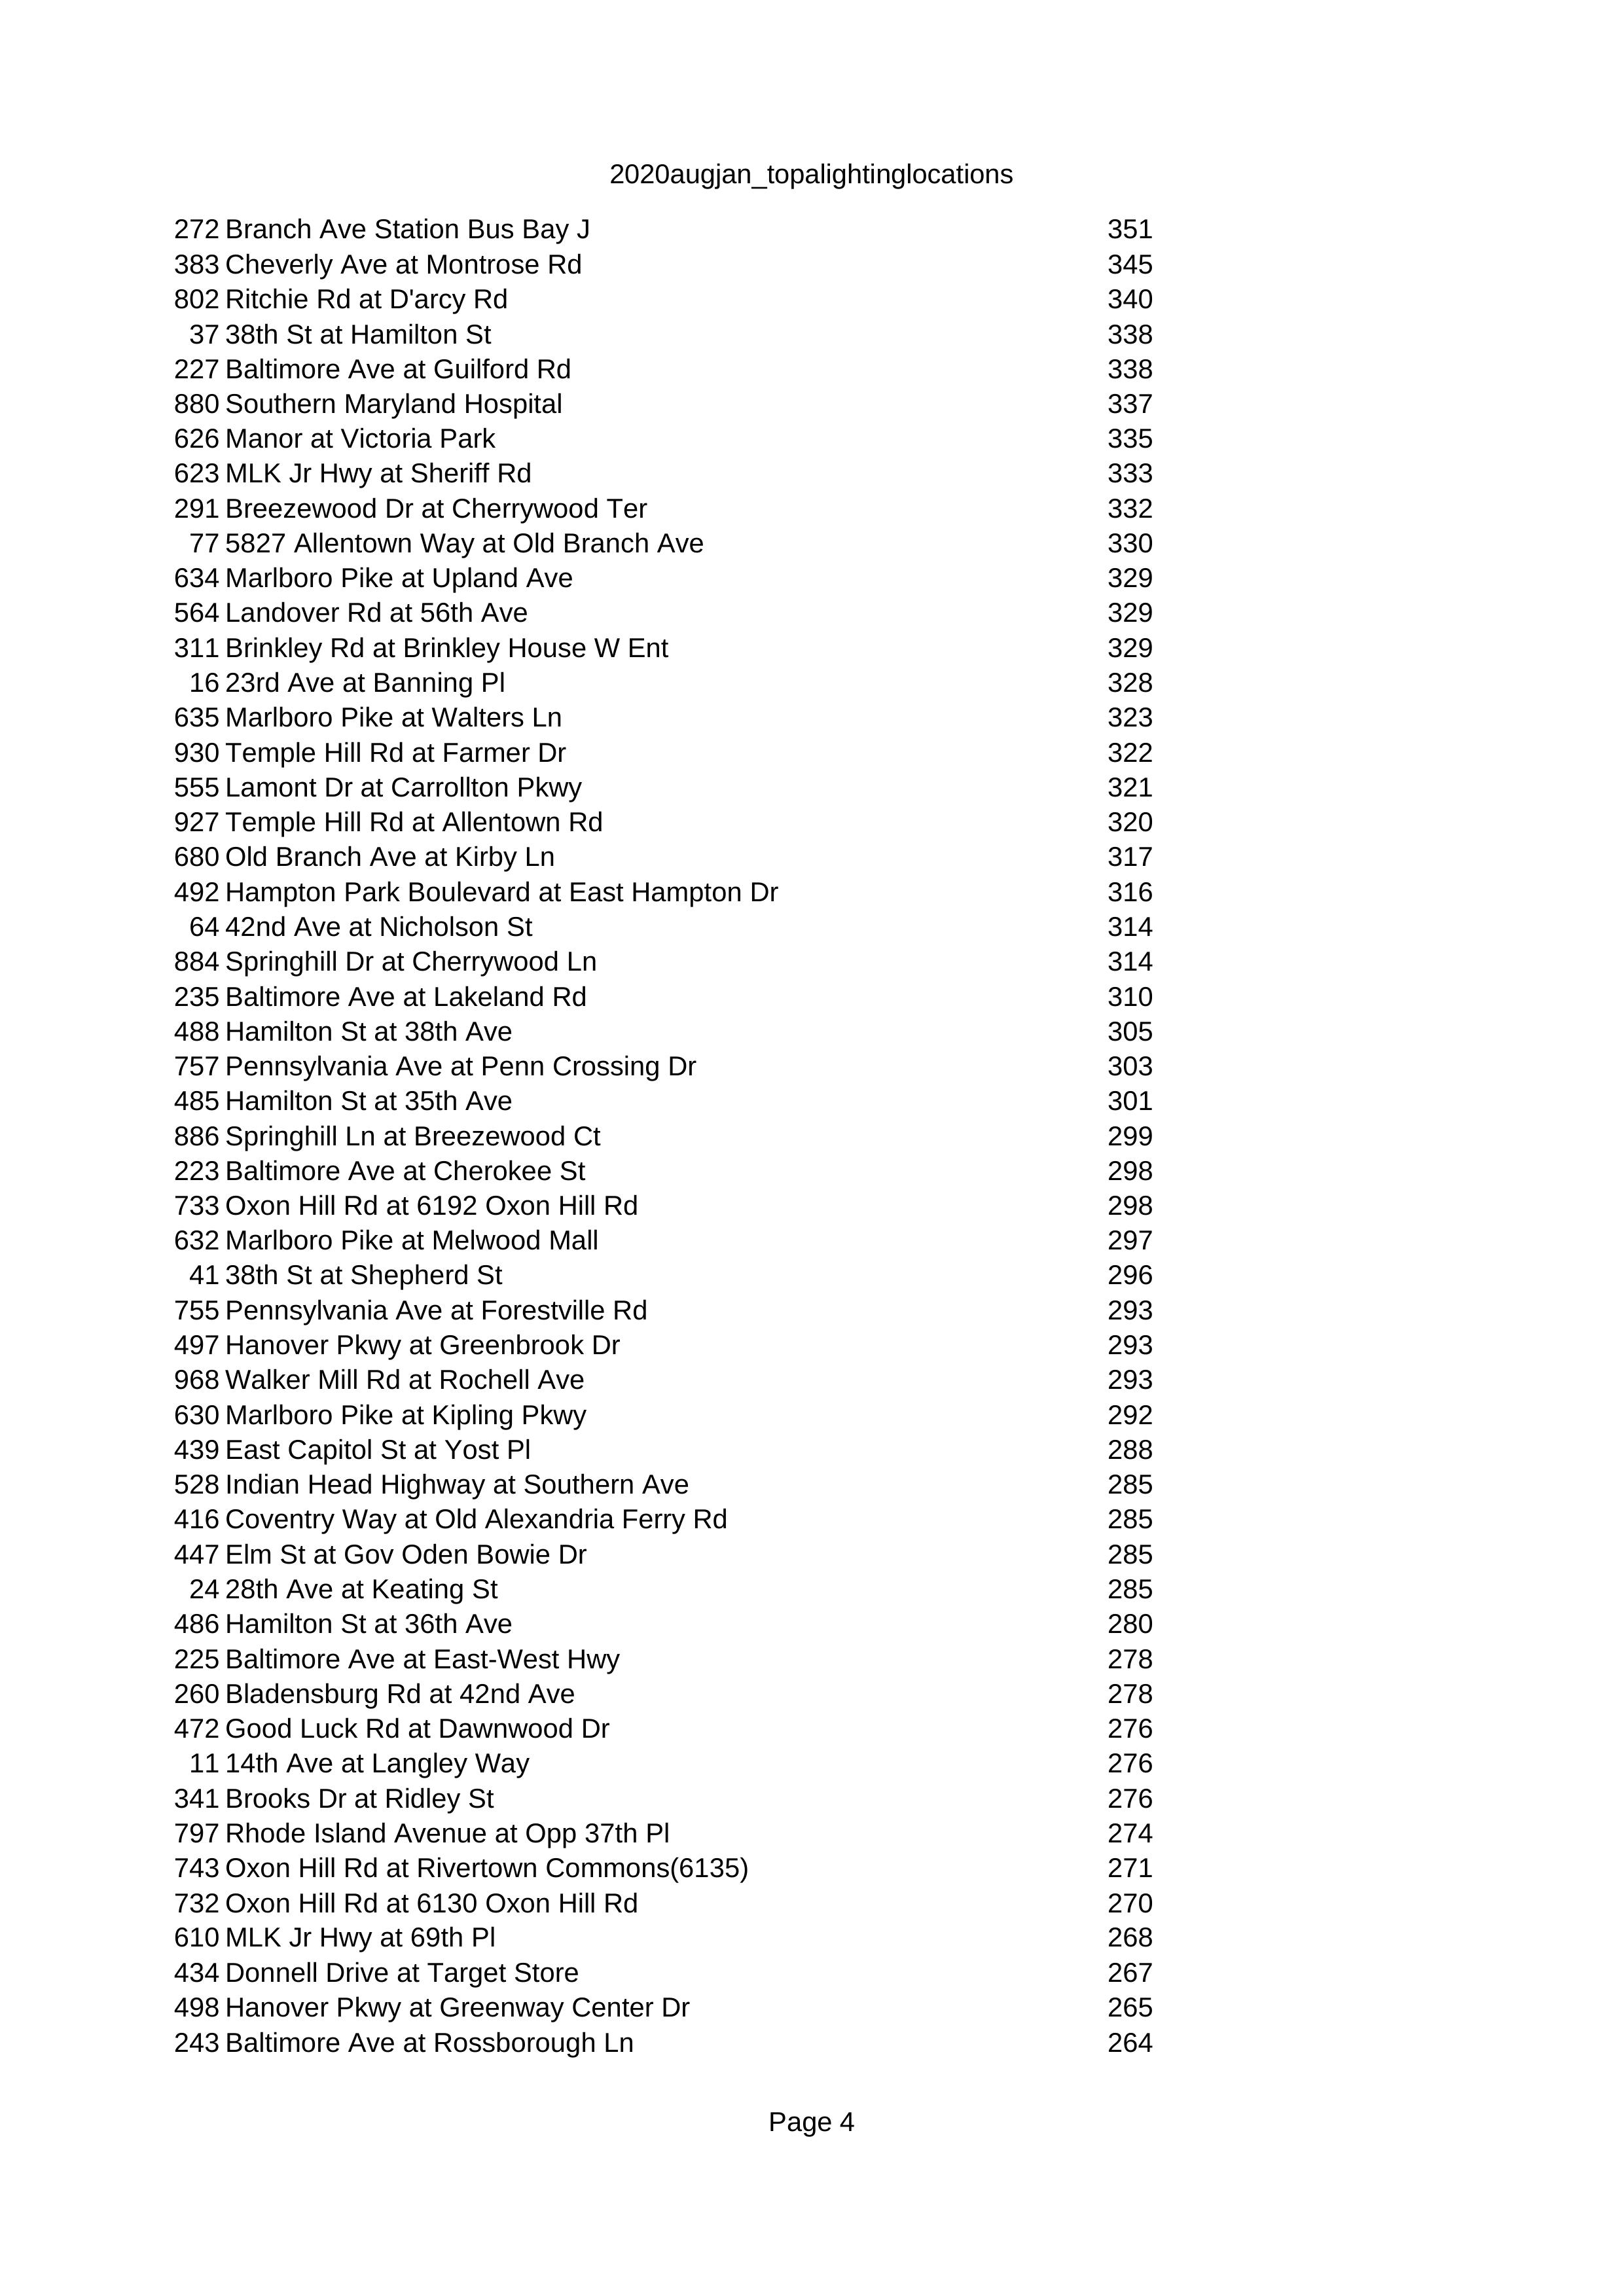 2020augjan_topalightinglocations
272 Branch Ave Station Bus Bay J 351
383 Cheverly Ave at Montrose Rd 345
802 Ritchie Rd at D'arcy Rd 340
37 38th St at Hamilton St 338
227 Baltimore Ave at Guilford Rd 338
880 Southern Maryland Hospital 337
626 Manor at Victoria Park 335
623 MLK Jr Hwy at Sheriff Rd 333
291 Breezewood Dr at Cherrywood Ter 332
77 5827 Allentown Way at Old Branch Ave 330
634 Marlboro Pike at Upland Ave 329
564 Landover Rd at 56th Ave 329
311 Brinkley Rd at Brinkley House W Ent 329
16 23rd Ave at Banning Pl 328
635 Marlboro Pike at Walters Ln 323
930 Temple Hill Rd at Farmer Dr 322
555 Lamont Dr at Carrollton Pkwy 321
927 Temple Hill Rd at Allentown Rd 320
680 Old Branch Ave at Kirby Ln 317
492 Hampton Park Boulevard at East Hampton Dr 316
64 42nd Ave at Nicholson St 314
884 Springhill Dr at Cherrywood Ln 314
235 Baltimore Ave at Lakeland Rd 310
488 Hamilton St at 38th Ave 305
757 Pennsylvania Ave at Penn Crossing Dr 303
485 Hamilton St at 35th Ave 301
886 Springhill Ln at Breezewood Ct 299
223 Baltimore Ave at Cherokee St 298
733 Oxon Hill Rd at 6192 Oxon Hill Rd 298
632 Marlboro Pike at Melwood Mall 297
41 38th St at Shepherd St 296
755 Pennsylvania Ave at Forestville Rd 293
497 Hanover Pkwy at Greenbrook Dr 293
968 Walker Mill Rd at Rochell Ave 293
630 Marlboro Pike at Kipling Pkwy 292
439 East Capitol St at Yost Pl 288
528 Indian Head Highway at Southern Ave 285
416 Coventry Way at Old Alexandria Ferry Rd 285
447 Elm St at Gov Oden Bowie Dr 285
24 28th Ave at Keating St 285
486 Hamilton St at 36th Ave 280
225 Baltimore Ave at East-West Hwy 278
260 Bladensburg Rd at 42nd Ave 278
472 Good Luck Rd at Dawnwood Dr 276
11 14th Ave at Langley Way 276
341 Brooks Dr at Ridley St 276
797 Rhode Island Avenue at Opp 37th Pl 274
743 Oxon Hill Rd at Rivertown Commons(6135) 271
732 Oxon Hill Rd at 6130 Oxon Hill Rd 270
610 MLK Jr Hwy at 69th Pl 268
434 Donnell Drive at Target Store 267
498 Hanover Pkwy at Greenway Center Dr 265
243 Baltimore Ave at Rossborough Ln 264
Page 4